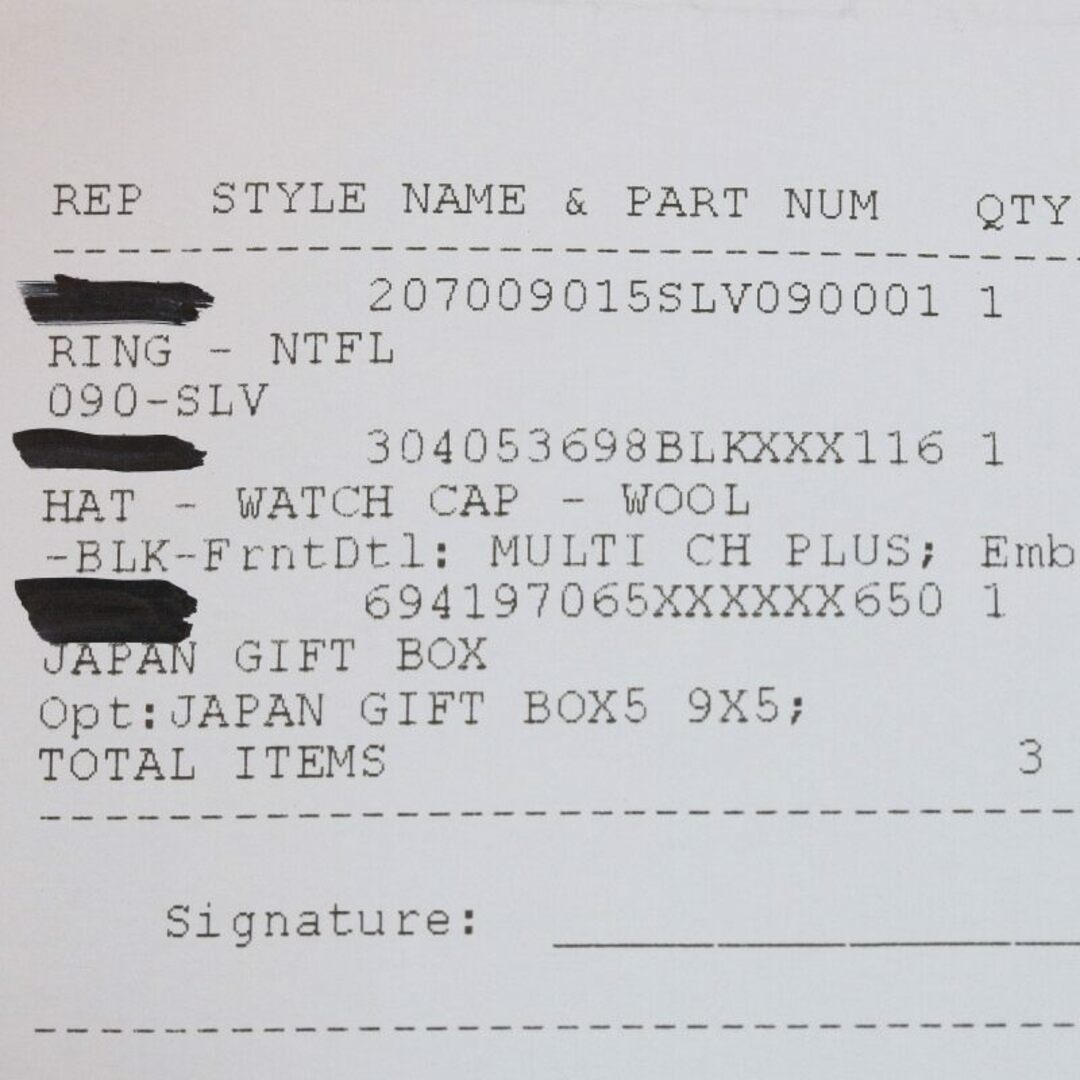 REP STYLE NAME & PART NUM QTY
207009015SLV090001 1
RING - NTFL
090-SLV
304053698BLKXXX116 1
HAT - WATCH CAP - WOOL
-BLK-FrntDtl: MULTI CH PLUS; Emb
694197065XXXXXX650 1
JAPAN GIFT BOX
Opt:JAPAN GIFT BOX5 9X5;
TOTAL ITEMS 3
Signature: